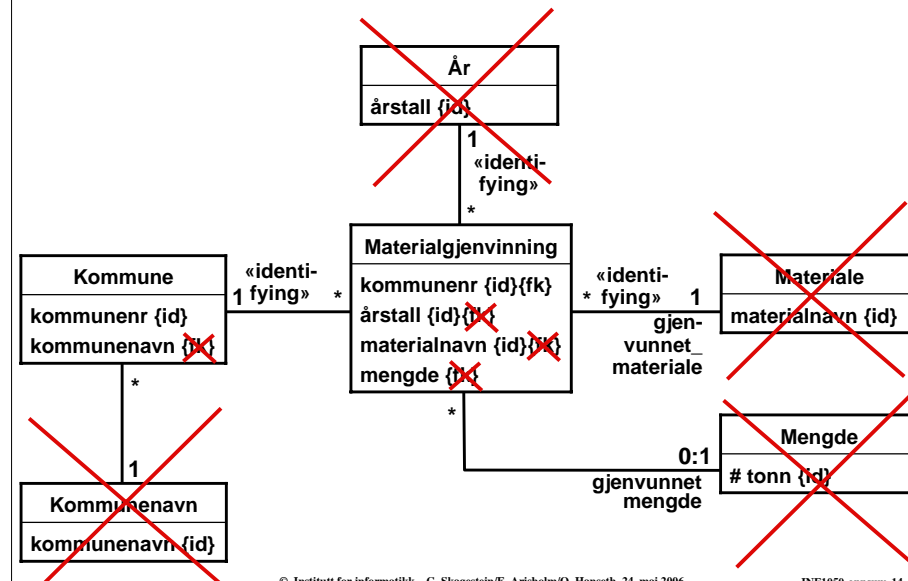 År
årstall {id}
1
«identi-
fying»
*
Materialgjenvinning
kommunenr {id}{fk}
årstall {id}{fk}
materialnavn {id}{fk}
mengde {fk}
Kommune
kommunenr {id}
kommunenavn {fk}
«identi-
1 fying» *
«identi-
* fying» 1
gjen-
vunnet_
materiale
Materiale
materialnavn {id}
*
1
Kommunenavn
kommunenavn {id}
*
0:1
gjenvunnet
mengde
Mengde
# tonn {id}